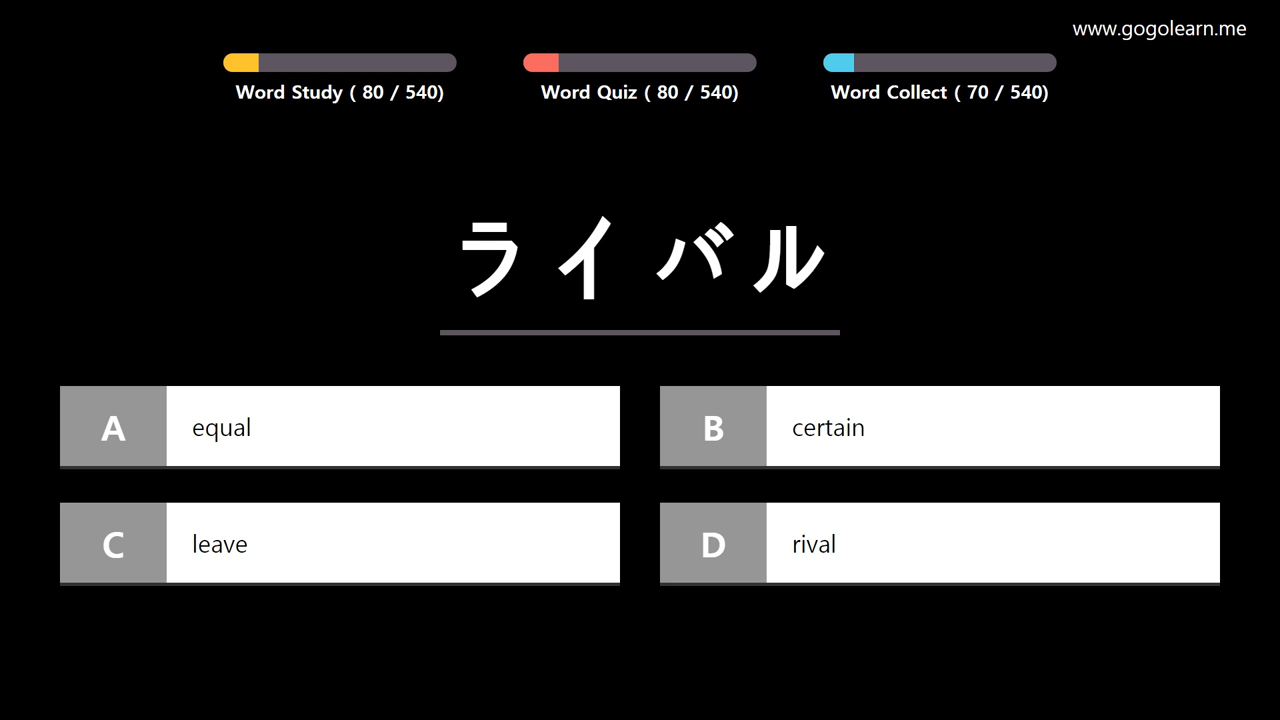 www.gogolearn.me
Word Study ( 80 / 540)
Word Quiz ( 80 / 540)
Word Collect ( 70 / 540)
ライバル
A equal
B certain
C leave
D rival